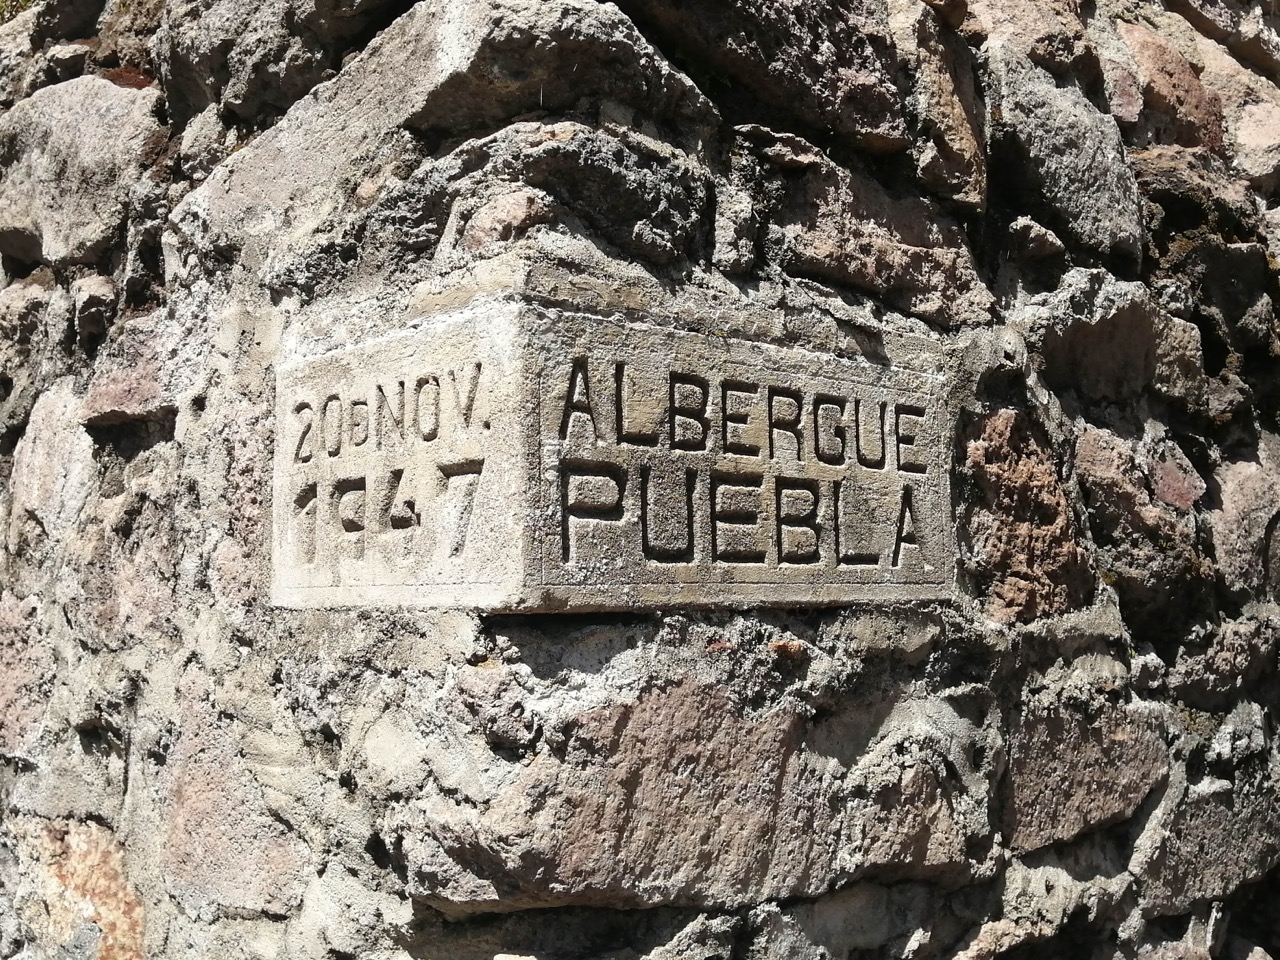 20 DE NOV.
1947
ALBERGUE
PUEBLA